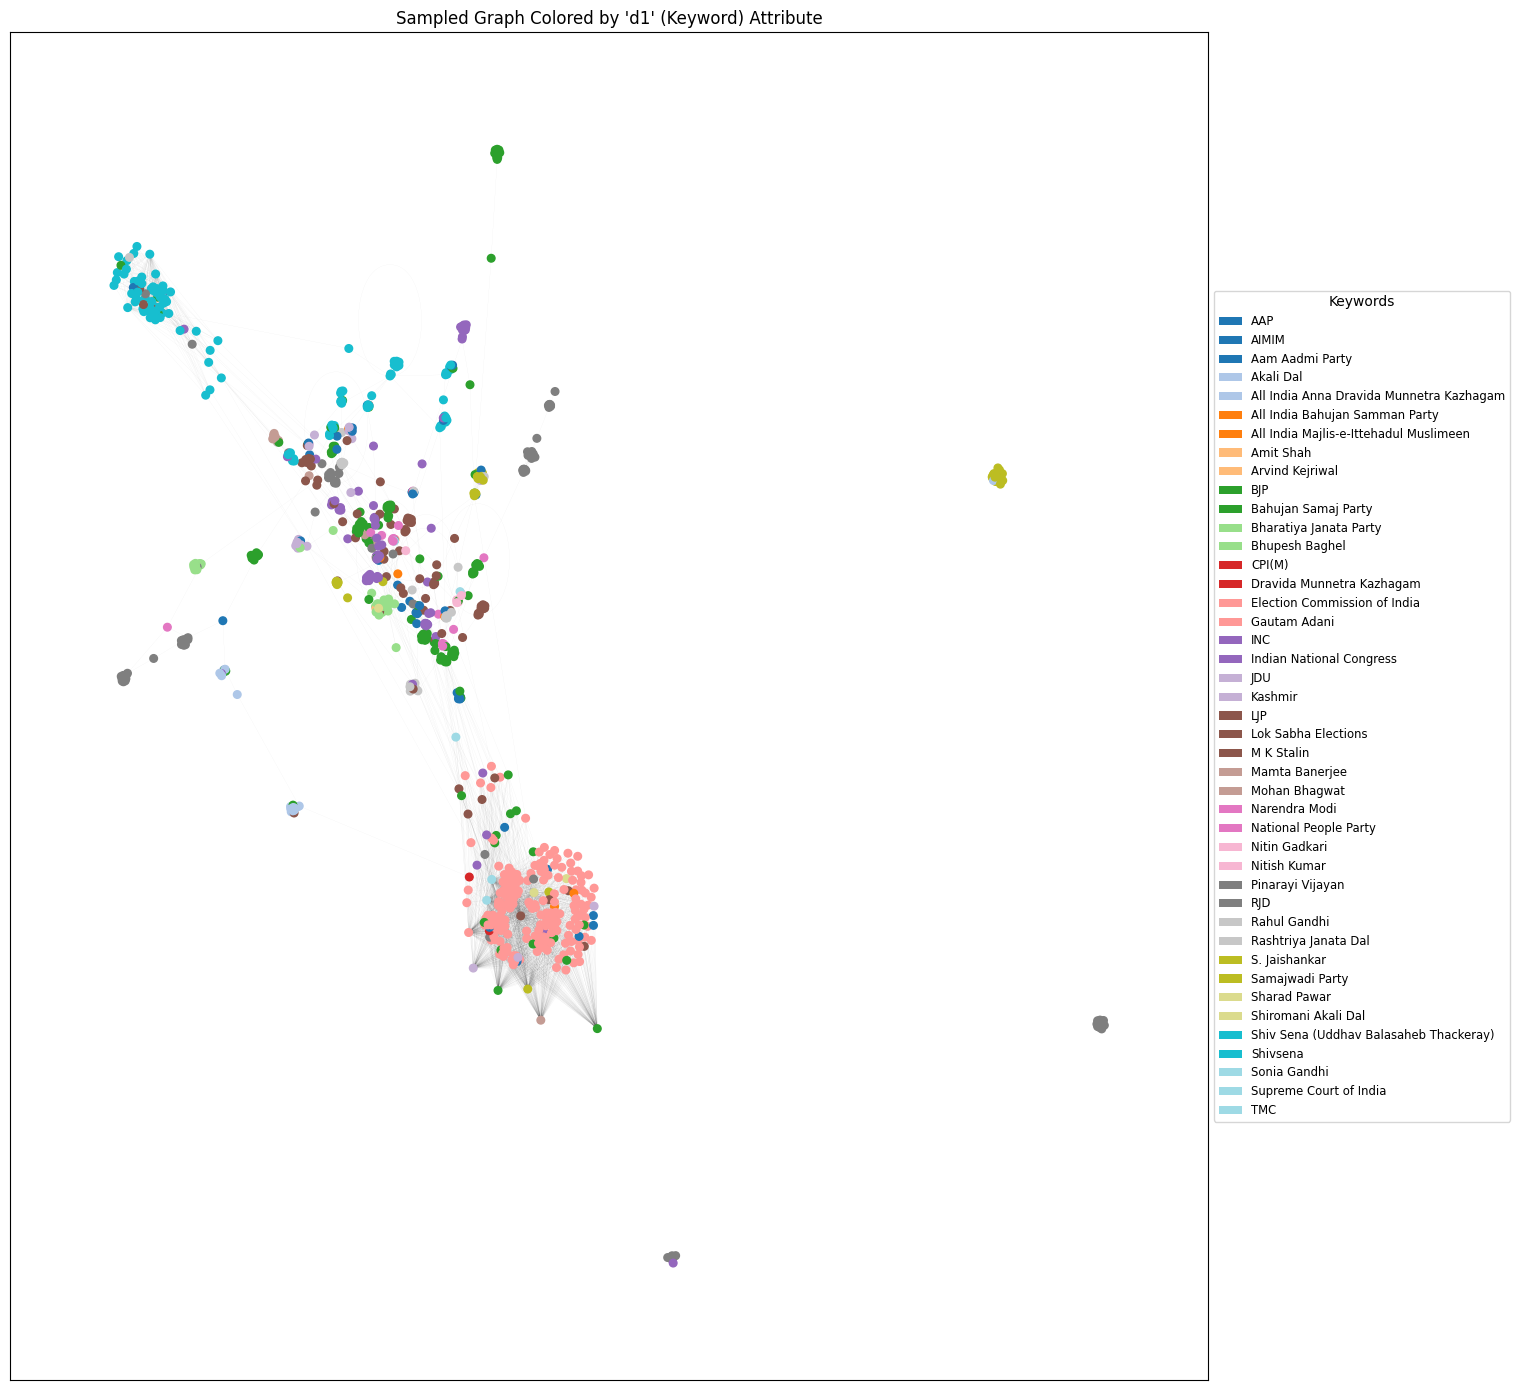 Sampled Graph Colored by 'd1' (Keyword) Attribute
Keywords
AAP
AIMIM
Aam Aadmi Party
Akali Dal
All India Anna Dravida Munnetra Kazhagam
All India Bahujan Samman Party
All India Majlis-e-Ittehadul Muslimeen
Amit Shah
Arvind Kejriwal
BJP
Bahujan Samaj Party
Bharatiya Janata Party
Bhupesh Baghel
CPI(M)
Dravida Munnetra Kazhagam
Election Commission of India
Gautam Adani
INC
Indian National Congress
JDU
Kashmir
LJP
Lok Sabha Elections
M K Stalin
Mamta Banerjee
Mohan Bhagwat
Narendra Modi
National People Party
Nitin Gadkari
Nitish Kumar
Pinarayi Vijayan
RJD
Rahul Gandhi
Rashtriya Janata Dal
S. Jaishankar
Samajwadi Party
Sharad Pawar
Shiromani Akali Dal
Shiv Sena (Uddhav Balasaheb Thackeray)
Shivsena
Sonia Gandhi
Supreme Court of India
TMC